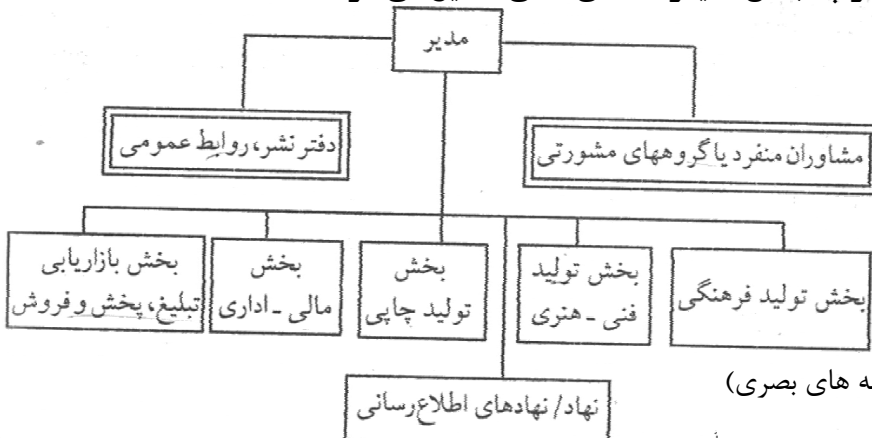 مدیر
مشاوران منفرد یا گروههای مشورتی
دفتر نشر، روابط عمومی
بخش تولید فرهنگی
بخش تولید
فنی - هنری
بخش
تولید چاپی
بخش
مالی - اداری
بخش بازاریابی
تبلیغ، پخش و فروش
ه های بصری)
نهاد/ نهادهای اطلاع‌رسانی